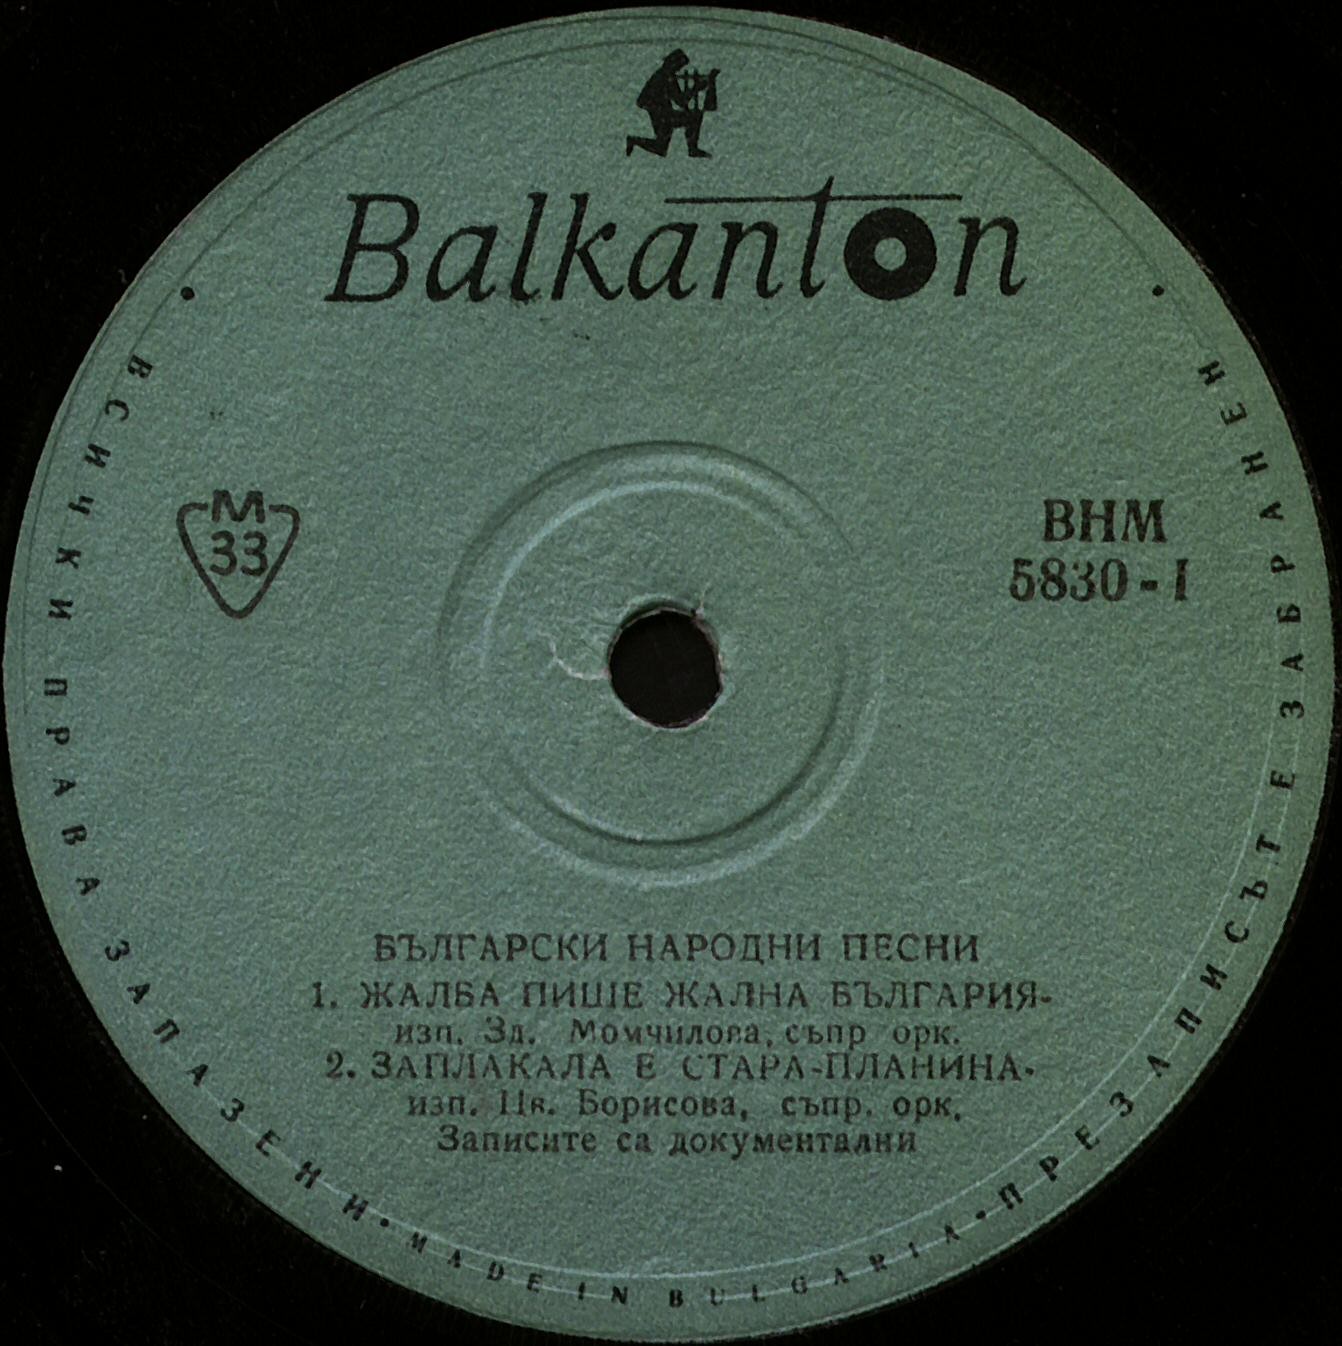 Balkanton
М
33
ВНМ
5830-I
БЪЛГАРСКИ НАРОДНИ ПЕСНИ
1. ЖАЛБА ПИШЕ ЖАЛНА БЪЛГАРИЯ-
изп. Зд. Момчилова, съпр орк.
2. ЗАПЛАКАЛА Е СТАРА-ПЛАНИНА-
изп. Цв. Борисова, съпр. орк.
Записите са документални
• ВСИЧКИ ПРАВА ЗАПАЗЕНИ • MADE IN BULGARIA • ПРЕЗАПИСЪТ Е ЗАБРАНЕН •